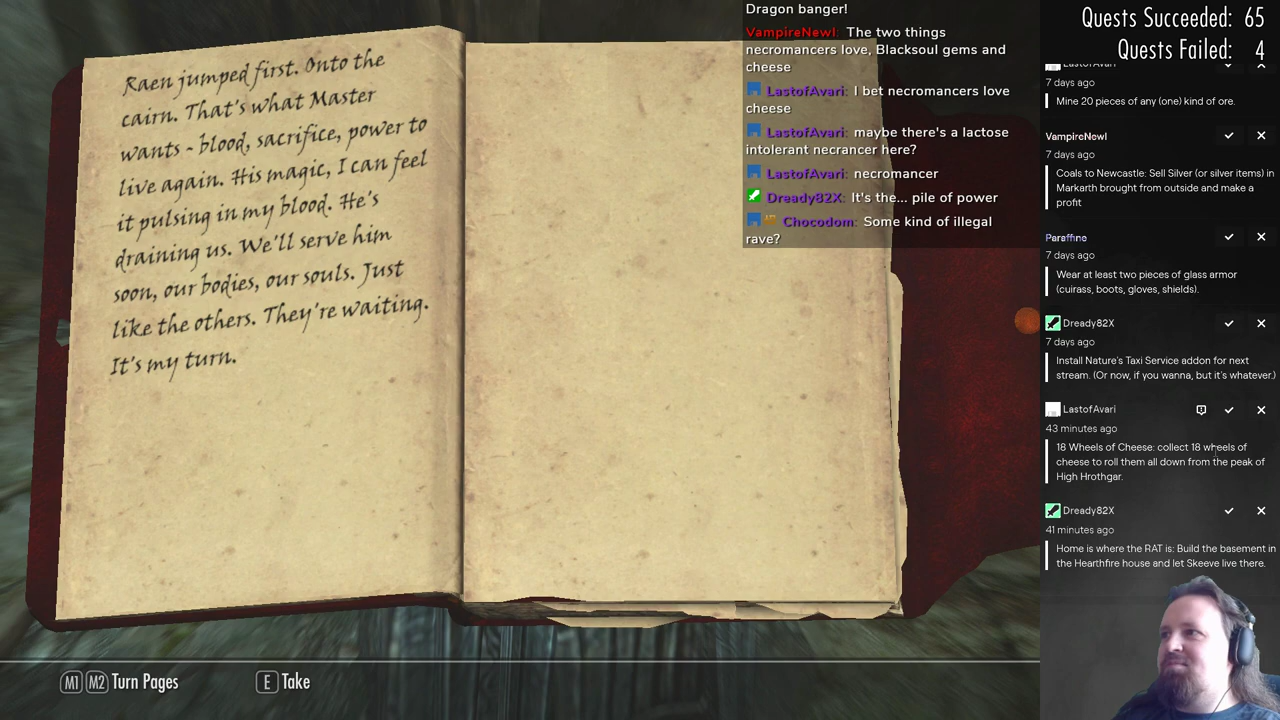 Raen jumped first. Onto the
cairn. That's what Master
wants - blood, sacrifice, power to
live again. His magic, I can feel
it pulsing in my blood. He's
draining us. We'll serve him
soon, our bodies, our souls. Just
like the others. They're waiting.
It's my turn.
M1 M2 Turn Pages
E Take
Dragon banger!
VampireNewl: The two things
necromancers love, Blacksoul gems and
cheese
LastofAvari: I bet necromancers love
cheese
LastofAvari: maybe there's a lactose
intolerant necrancer here?
LastofAvari: necromancer
Dready82X: It's the... pile of power
Chocodom: Some kind of illegal
rave?
Quests Succeeded: 65
Quests Failed: 4
LastofAvari
7 days ago
Mine 20 pieces of any (one) kind of ore.
VampireNewl
7 days ago
Coals to Newcastle: Sell Silver (or silver items) in
Markarth brought from outside and make a
profit
Paraffine
7 days ago
Wear at least two pieces of glass armor
(cuirass, boots, gloves, shields).
Dready82X
7 days ago
Install Nature's Taxi Service addon for next
stream. (Or now, if you wanna, but it's whatever.)
LastofAvari
43 minutes ago
18 Wheels of Cheese: collect 18 wheels of
cheese to roll them all down from the peak of
High Hrothgar.
Dready82X
41 minutes ago
Home is where the RAT is: Build the basement in
the Hearthfire house and let Skeeve live there.